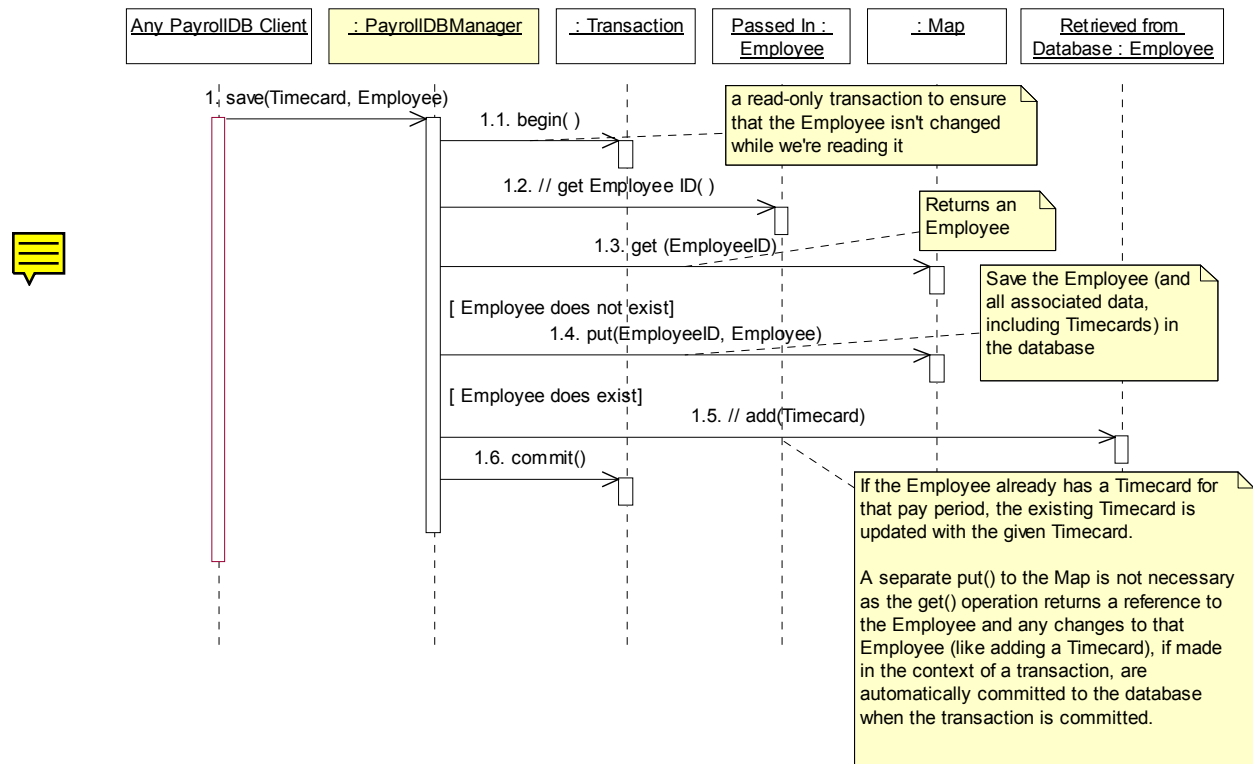 Any PayrollDB Client
: PayrollDBManager
: Transaction
Passed In :
Employee
: Map
Retrieved from
Database : Employee
1. save(Timecard, Employee)
a read-only transaction to ensure
that the Employee isn't changed
while we're reading it
1.1. begin( )
1.2. // get Employee ID( )
Returns an
Employee
1.3. get (EmployeeID)
Save the Employee (and
all associated data,
including Timecards) in
the database
[ Employee does not exist]
1.4. put(EmployeeID, Employee)
[ Employee does exist]
1.5. // add(Timecard)
1.6. commit()
If the Employee already has a Timecard for
that pay period, the existing Timecard is
updated with the given Timecard.
A separate put() to the Map is not necessary
as the get() operation returns a reference to
the Employee and any changes to that
Employee (like adding a Timecard), if made
in the context of a transaction, are
automatically committed to the database
when the transaction is committed.